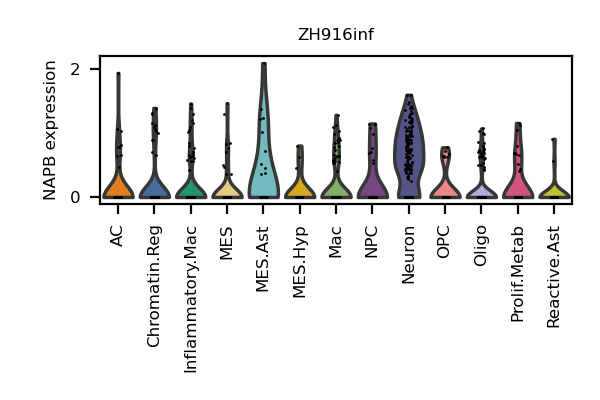 ZH916inf
NAPB expression
2
0
AC
Chromatin.Reg
Inflammatory.Mac
MES
MES.Ast
MES.Hyp
Mac
NPC
Neuron
OPC
Oligo
Prolif.Metab
Reactive.Ast